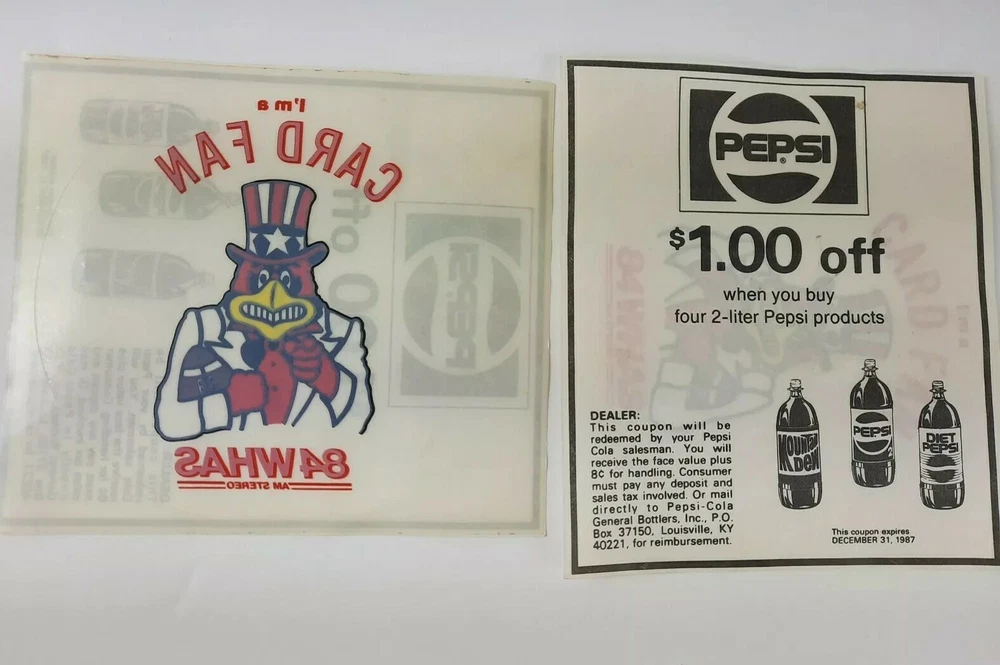 I'm a
CARD FAN
84WHAS
AM STEREO
PEPSI
PEPSI
®
$1.00 off
when you buy
four 2-liter Pepsi products
DEALER:
This coupon will be
redeemed by your Pepsi
Cola salesman. You will
receive the face value plus
8¢ for handling. Consumer
must pay any deposit and
sales tax involved. Or mail
directly to Pepsi-Cola
General Bottlers, Inc., P.O.
Box 37150, Louisville, KY
40221, for reimbursement.
MOUNTAIN
DEW
PEPSI
DIET
PEPSI
This coupon expires
DECEMBER 31, 1987